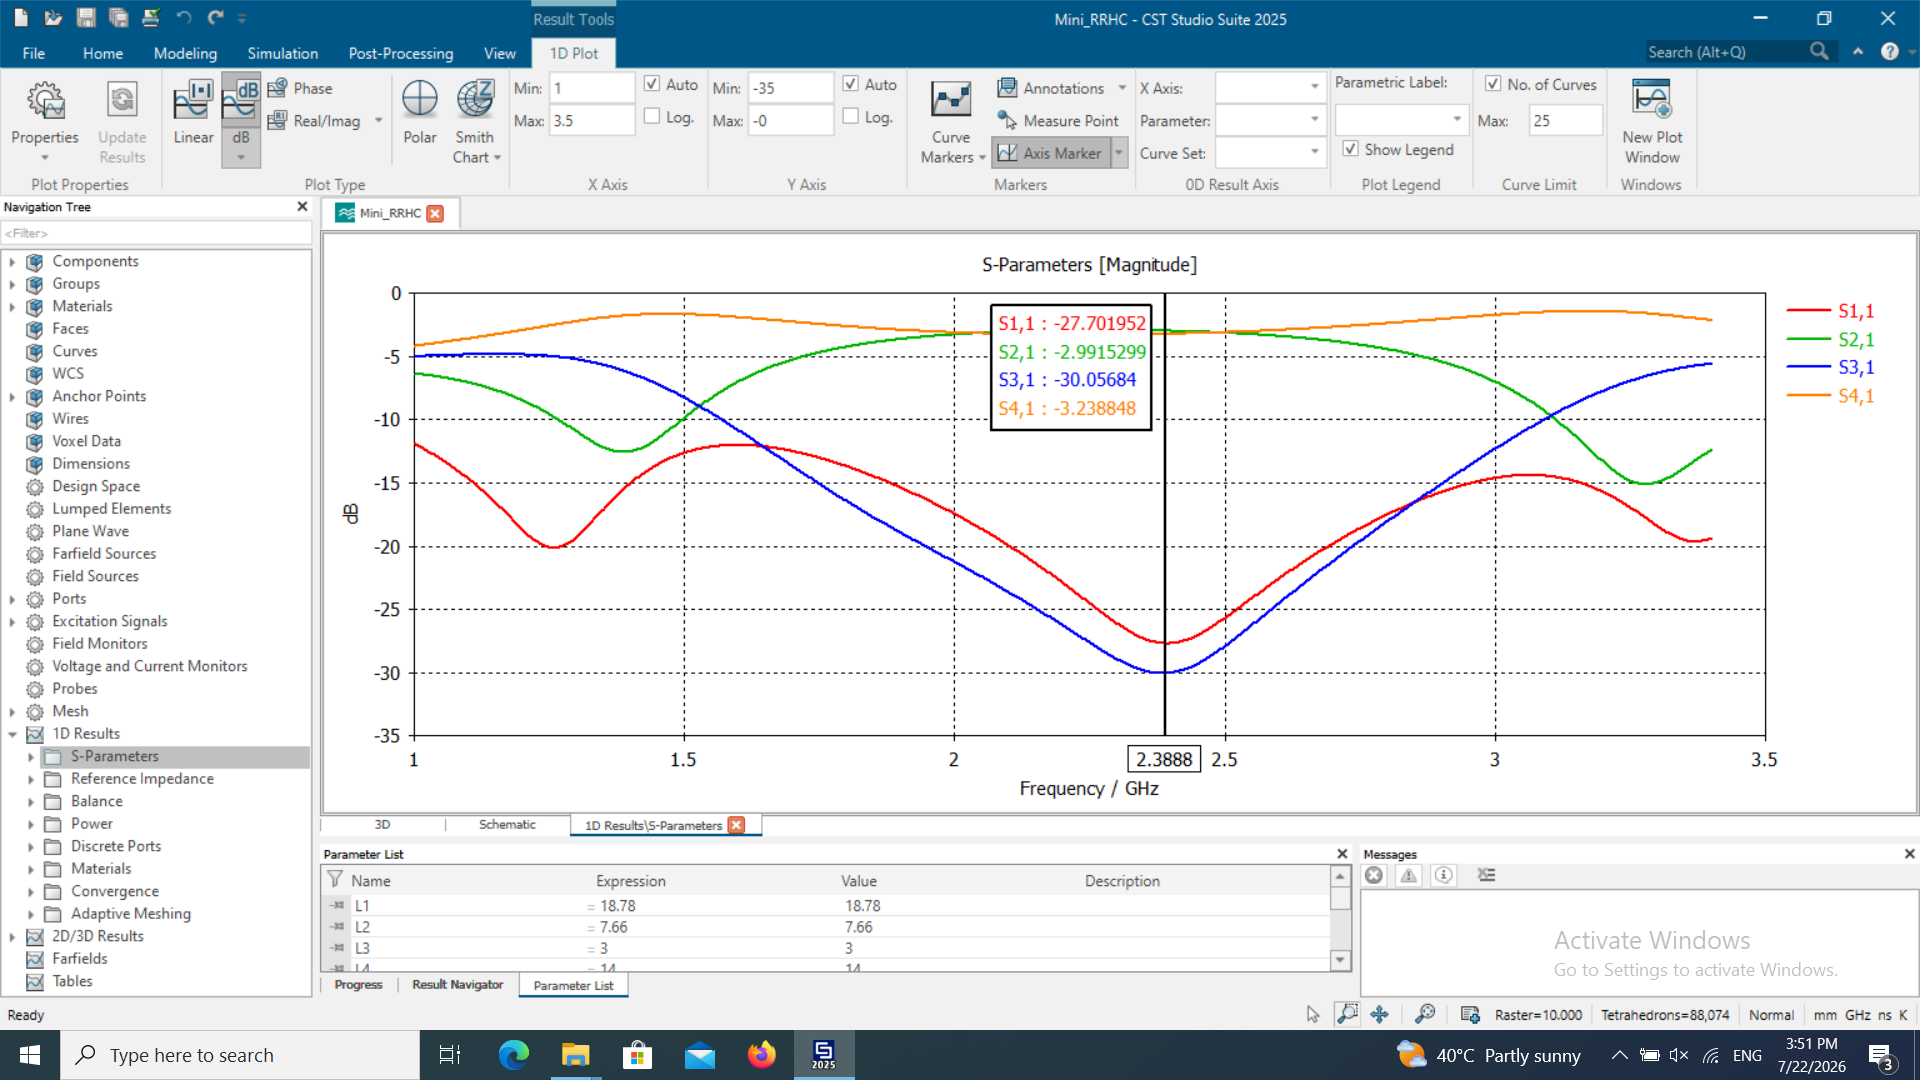 Result Tools
Mini_RRHC - CST Studio Suite 2025
File
Home
Modeling
Simulation
Post-Processing
View
1D Plot
Search (Alt+Q)
Properties
Update Results
Linear
dB
Phase
Real/Imag
Polar
Smith Chart
Min: 1
Max: 3.5
Auto
Log.
Min: -35
Max: -0
Auto
Log.
Curve Markers
Annotations
Measure Point
Axis Marker
X Axis:
Parameter:
Curve Set:
Parametric Label:
Show Legend
No. of Curves
Max: 25
New Plot Window
Plot Properties
Plot Type
X Axis
Y Axis
Markers
0D Result Axis
Plot Legend
Curve Limit
Windows
Navigation Tree
<Filter>
Components
Groups
Materials
Faces
Curves
WCS
Anchor Points
Wires
Voxel Data
Dimensions
Design Space
Lumped Elements
Plane Wave
Farfield Sources
Field Sources
Ports
Excitation Signals
Field Monitors
Voltage and Current Monitors
Probes
Mesh
1D Results
S-Parameters
Reference Impedance
Balance
Power
Discrete Ports
Materials
Convergence
Adaptive Meshing
2D/3D Results
Farfields
Tables
Mini_RRHC
S-Parameters [Magnitude]
0
-5
-10
-15
-20
-25
-30
-35
dB
S1,1 : -27.701952
S2,1 : -2.9915299
S3,1 : -30.05684
S4,1 : -3.238848
S1,1
S2,1
S3,1
S4,1
1
1.5
2
2.3888
2.5
3
3.5
Frequency / GHz
3D
Schematic
1D Results\S-Parameters
Parameter List
Name Expression Value Description
L1 = 18.78 18.78
L2 = 7.66 7.66
L3 = 3 3
L4 = 14 14
Progress
Result Navigator
Parameter List
Messages
Activate Windows
Go to Settings to activate Windows.
Ready
Raster=10.000
Tetrahedrons=88,074
Normal
mm GHz ns K
Type here to search
2025
40°C Partly sunny
ENG
3:51 PM
7/22/2026
3